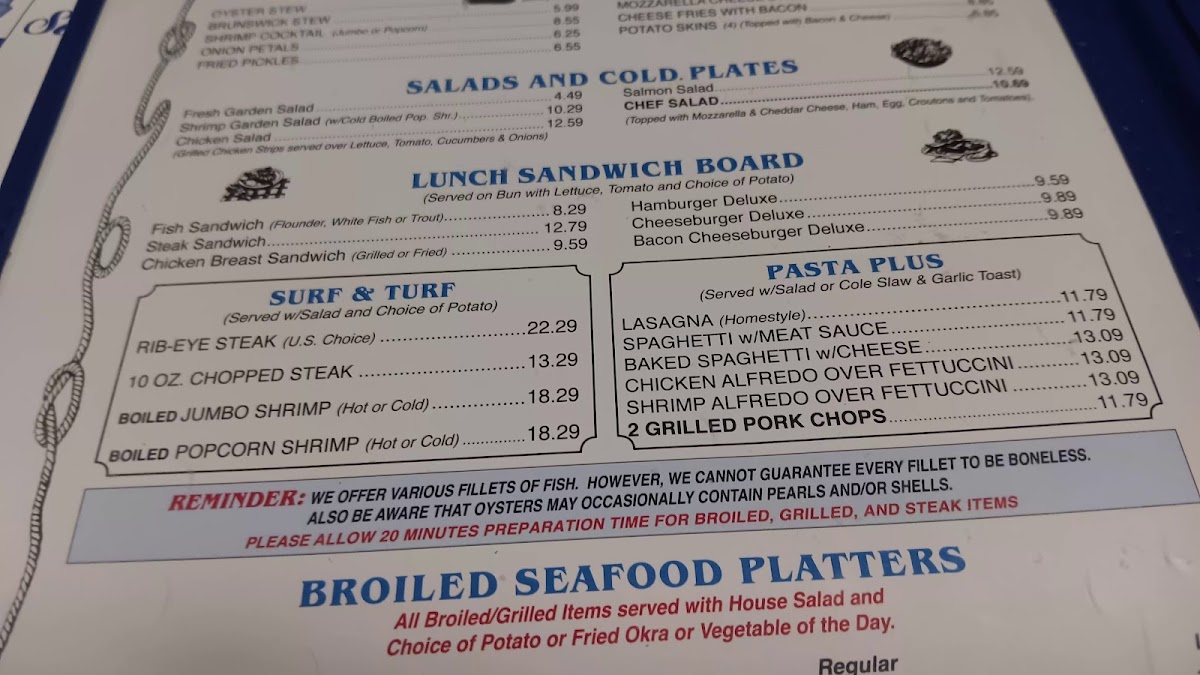 OYSTER STEW 5.99
BRUNSWICK STEW 8.55
SHRIMP COCKTAIL (Jumbo or Popcorn) 6.25
ONION PETALS 6.55
FRIED PICKLES
MOZZARELLA
CHEESE FRIES WITH BACON
POTATO SKINS (4) (Topped with Bacon & Cheese)
SALADS AND COLD PLATES
Fresh Garden Salad 4.49
Shrimp Garden Salad (w/Cold Boiled Pop. Shr.) 10.29
Chicken Salad 12.59
(Grilled Chicken Strips served over Lettuce, Tomato, Cucumbers & Onions)
Salmon Salad 12.59
CHEF SALAD 10.89
(Topped with Mozzarella & Cheddar Cheese, Ham, Egg, Croutons and Tomatoes)
LUNCH SANDWICH BOARD
(Served on Bun with Lettuce, Tomato and Choice of Potato)
Fish Sandwich (Flounder, White Fish or Trout) 8.29
Steak Sandwich 12.79
Chicken Breast Sandwich (Grilled or Fried) 9.59
Hamburger Deluxe 9.59
Cheeseburger Deluxe 9.89
Bacon Cheeseburger Deluxe 9.89
SURF & TURF
(Served w/Salad and Choice of Potato)
RIB-EYE STEAK (U.S. Choice) 22.29
10 OZ. CHOPPED STEAK 13.29
BOILED JUMBO SHRIMP (Hot or Cold) 18.29
BOILED POPCORN SHRIMP (Hot or Cold) 18.29
PASTA PLUS
(Served w/Salad or Cole Slaw & Garlic Toast)
LASAGNA (Homestyle) 11.79
SPAGHETTI w/MEAT SAUCE 11.79
BAKED SPAGHETTI w/CHEESE 13.09
CHICKEN ALFREDO OVER FETTUCCINI 13.09
SHRIMP ALFREDO OVER FETTUCCINI 13.09
2 GRILLED PORK CHOPS 11.79
REMINDER: WE OFFER VARIOUS FILLETS OF FISH. HOWEVER, WE CANNOT GUARANTEE EVERY FILLET TO BE BONELESS.
ALSO BE AWARE THAT OYSTERS MAY OCCASIONALLY CONTAIN PEARLS AND/OR SHELLS.
PLEASE ALLOW 20 MINUTES PREPARATION TIME FOR BROILED, GRILLED, AND STEAK ITEMS
BROILED SEAFOOD PLATTERS
All Broiled/Grilled Items served with House Salad and
Choice of Potato or Fried Okra or Vegetable of the Day.
Regular